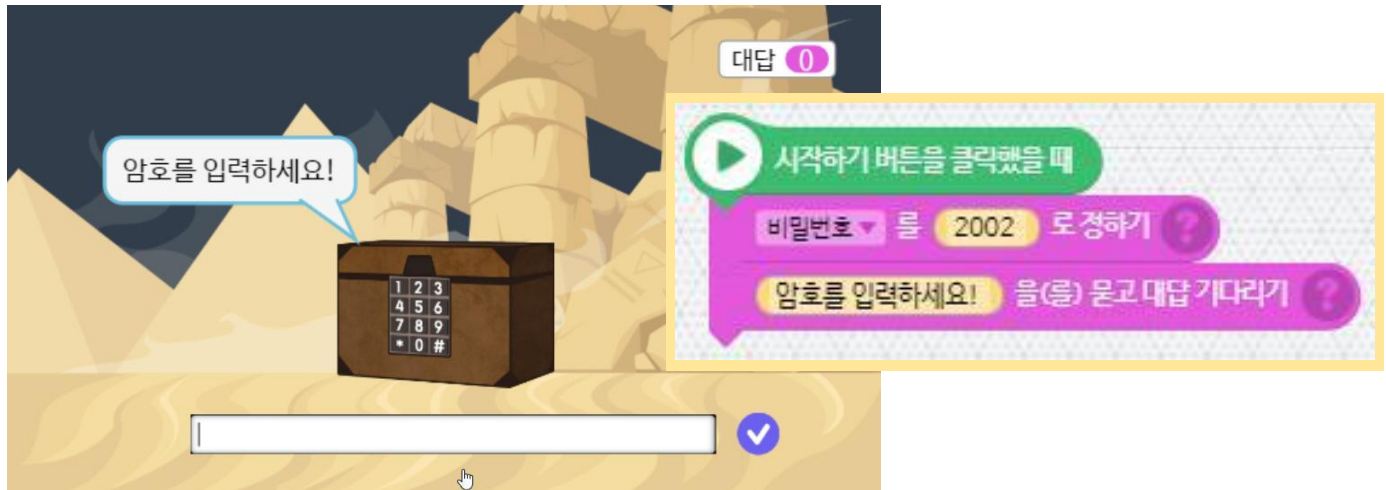 대답 0
암호를 입력하세요!
1 2 3
4 5 6
7 8 9
* 0 #
시작하기 버튼을 클릭했을 때
비밀번호 를 2002 로 정하기 ?
암호를 입력하세요! 을(를) 묻고 대답 기다리기 ?